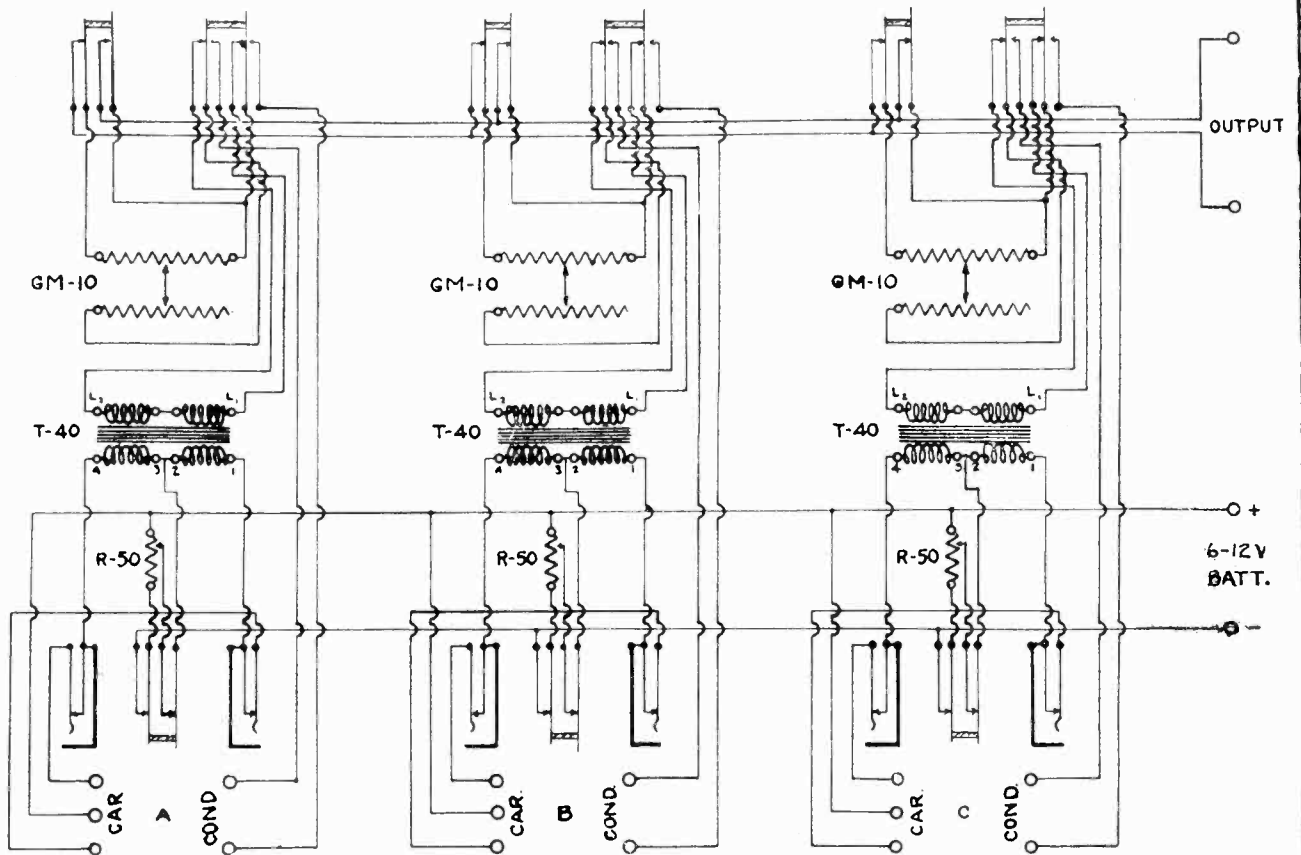 OUTPUT
GM-10
GM-10
GM-10
L2 L1
L2 L1
L2 L1
T-40
T-40
T-40
4 3 2 1
4 3 2 1
4 3 2 1
+
R-50
R-50
R-50
6-12V
BATT.
−
CAR. A COND
CAR. B COND.
CAR. C COND.